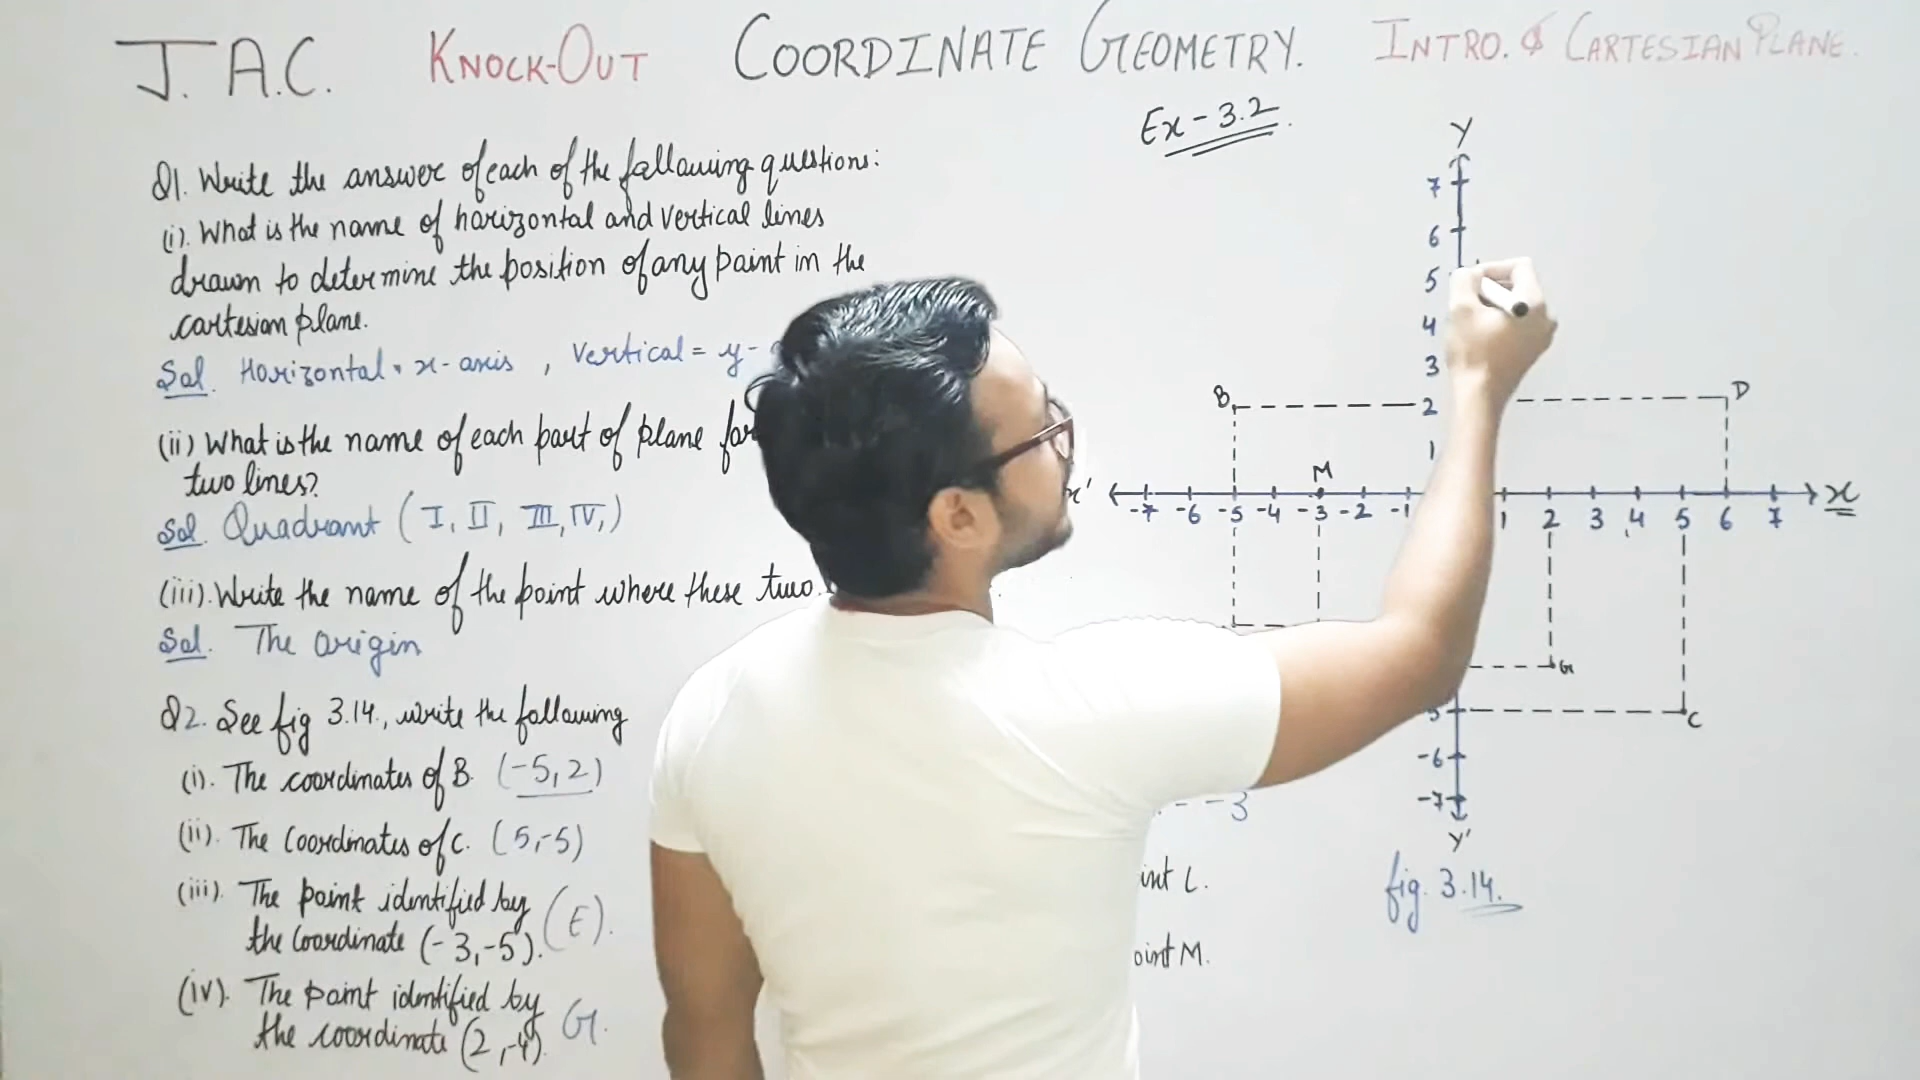 J.A.C. KNOCK-OUT COORDINATE GEOMETRY. INTRO. & CARTESIAN PLANE.
Ex - 3.2
Q1. Write the answer of each of the following questions:
(i). What is the name of horizontal and vertical lines
drawn to determine the position of any point in the
cartesian plane.
Sol. Horizontal = x-axis, Vertical = y-
(ii) What is the name of each part of plane for
two lines?
Sol. Quadrant (I, II, III, IV,)
(iii). Write the name of the point where these two
Sol. The origin
Q2. See fig 3.14., write the following
(i). The coordinates of B. (-5,2)
(ii). The Coordinates of C. (5,-5)
(iii). The point identified by
the Coordinate (-3,-5). (E).
(iv). The point identified by
the coordinate (2,-4). G.
Y
7
6
5
4
3
B 2 D
1
M
x' x
-7 -6 -5 -4 -3 -2 -1 1 2 3 4 5 6 7
G
5 C
-6
-7
Y'
-3
int L.
oint M.
fig. 3.14.